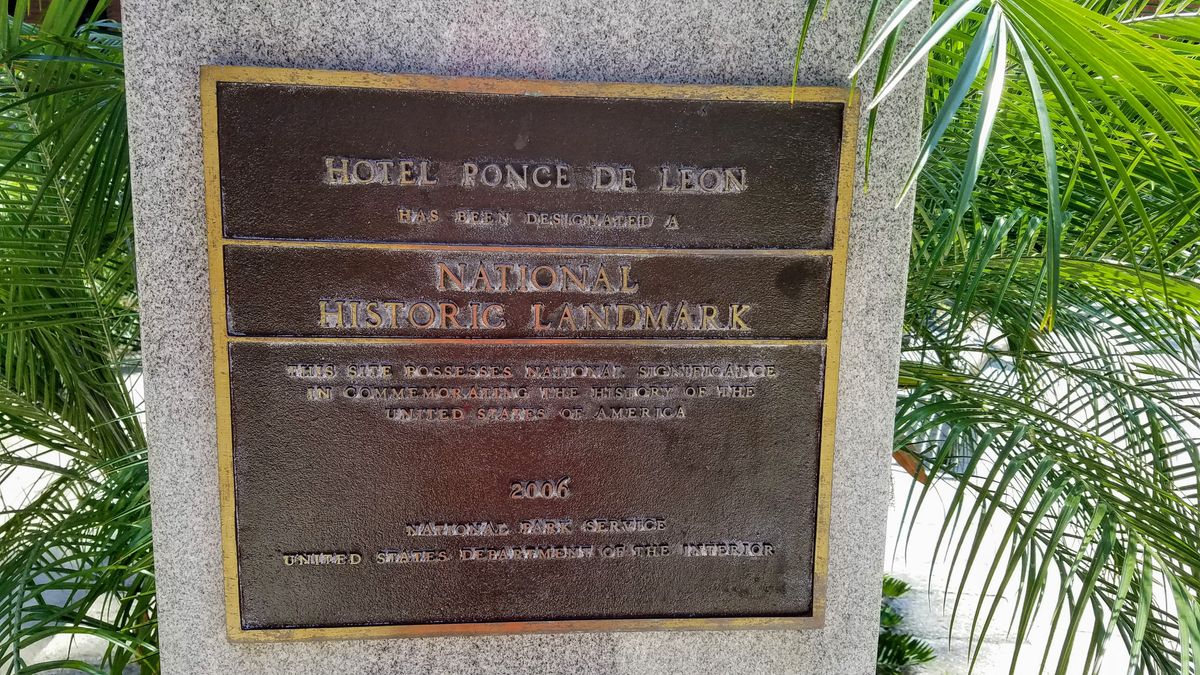 HOTEL PONCE DE LEON
HAS BEEN DESIGNATED A
NATIONAL
HISTORIC LANDMARK
THIS SITE POSSESSES NATIONAL SIGNIFICANCE
IN COMMEMORATING THE HISTORY OF THE
UNITED STATES OF AMERICA
2006
NATIONAL PARK SERVICE
UNITED STATES DEPARTMENT OF THE INTERIOR